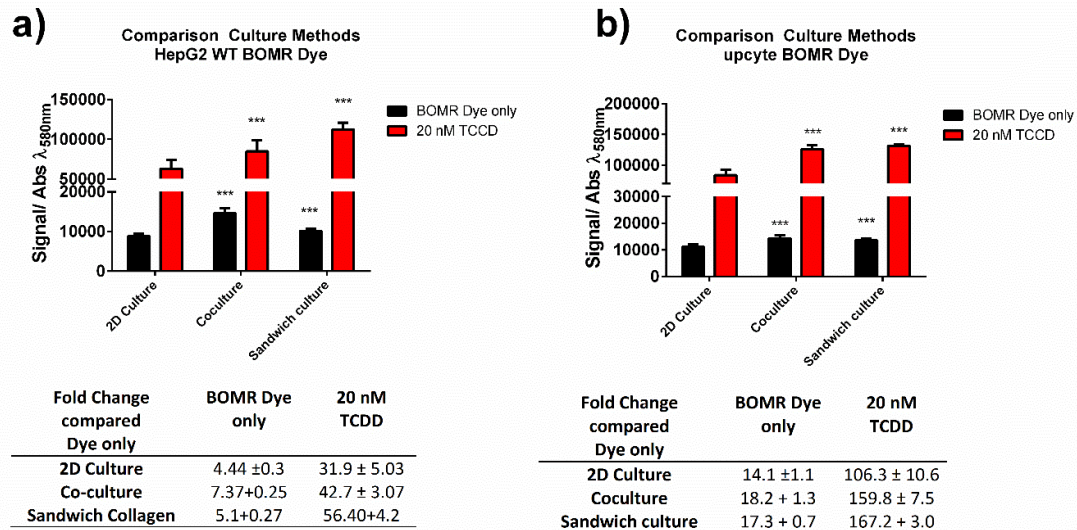 a)
Comparison Culture Methods
HepG2 WT BOMR Dye
Signal/ Abs λ580nm
150000
100000
50000
20000
10000
0
***
***
***
***
BOMR Dye only
20 nM TCCD
2D Culture
Coculture
Sandwich culture
Fold Change compared Dye only
BOMR Dye only
20 nM TCDD
2D Culture 4.44 ±0.3 31.9 ± 5.03
Co-culture 7.37+0.25 42.7 ± 3.07
Sandwich Collagen 5.1+0.27 56.40+4.2
b)
Comparison Culture Methods
upcyte BOMR Dye
Signal/ Abs λ580nm
200000
150000
100000
30000
20000
10000
0
***
***
***
***
BOMR Dye only
20 nM TCCD
2D Culture
Coculture
Sandwich culture
Fold Change compared Dye only
BOMR Dye only
20 nM TCDD
2D Culture 14.1 ±1.1 106.3 ± 10.6
Coculture 18.2 + 1.3 159.8 ± 7.5
Sandwich culture 17.3 + 0.7 167.2 + 3.0